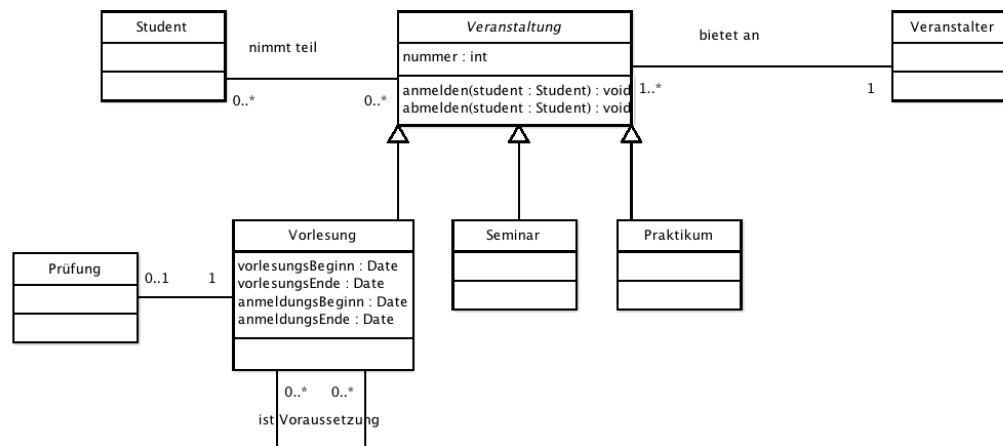 Student
nimmt teil
0..*
0..*
Veranstaltung
nummer : int
anmelden(student : Student) : void
abmelden(student : Student) : void
bietet an
1..*
1
Veranstalter
Prüfung
0..1
1
Vorlesung
vorlesungsBeginn : Date
vorlesungsEnde : Date
anmeldungsBeginn : Date
anmeldungsEnde : Date
0..*
0..*
ist Voraussetzung
Seminar
Praktikum